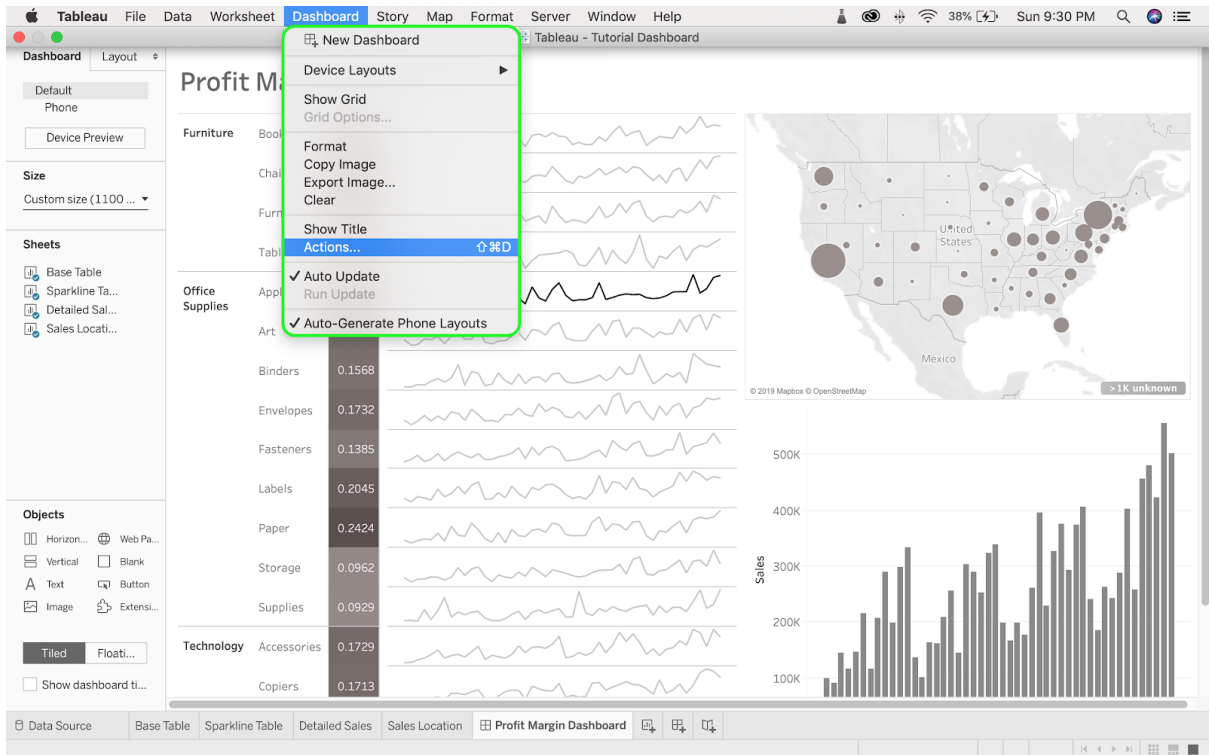 Tableau File Data Worksheet Dashboard Story Map Format Server Window Help 38% Sun 9:30 PM
Tableau - Tutorial Dashboard
Dashboard Layout
Default
Phone
Device Preview
Size
Custom size (1100 ...
Sheets
Base Table
Sparkline Ta...
Detailed Sal...
Sales Locati...
Objects
Horizon... Web Pa...
Vertical Blank
A Text Button
Image Extensi...
Tiled Floati...
Show dashboard ti...
New Dashboard
Device Layouts
Show Grid
Grid Options...
Format
Copy Image
Export Image...
Clear
Show Title
Actions... ⇧⌘D
✓ Auto Update
Run Update
✓ Auto-Generate Phone Layouts
Profit M
Furniture Boo
Chai
Furn
Tabl
Office
Supplies
Appl
Art
Binders 0.1568
Envelopes 0.1732
Fasteners 0.1385
Labels 0.2045
Paper 0.2424
Storage 0.0962
Supplies 0.0929
Technology Accessories 0.1729
Copiers 0.1713
United
States
Mexico
© 2019 Mapbox © OpenStreetMap
>1K unknown
Sales
500K
400K
300K
200K
100K
Data Source Base Table Sparkline Table Detailed Sales Sales Location Profit Margin Dashboard